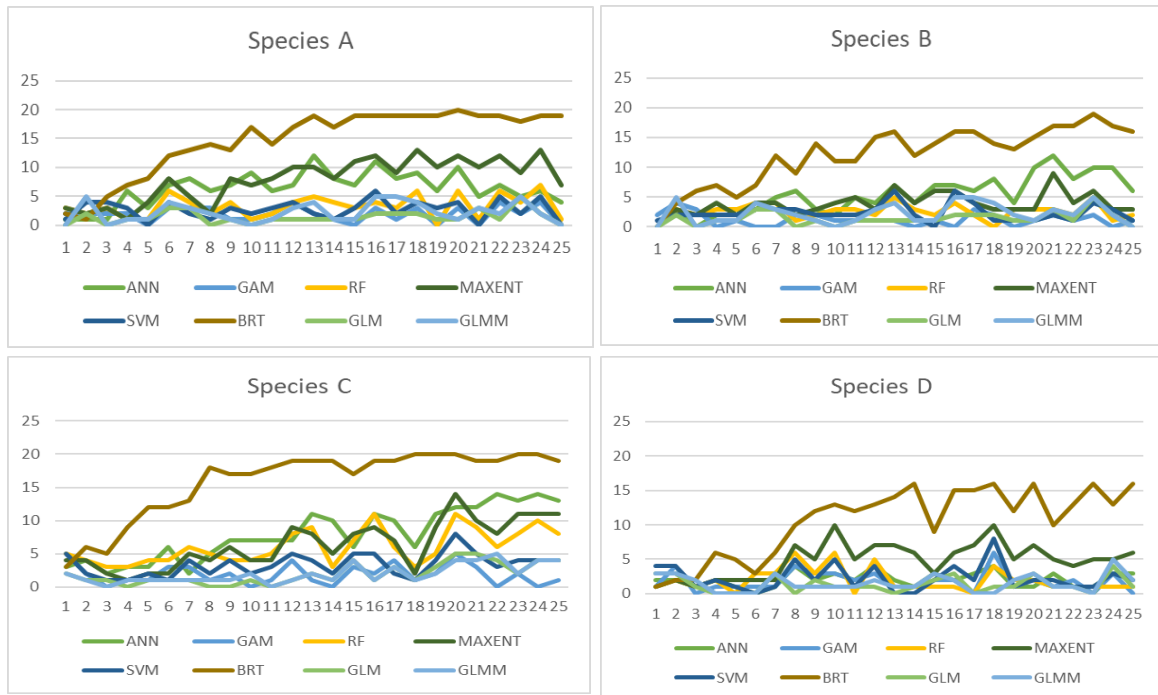 Species A
25
20
15
10
5
0
1 2 3 4 5 6 7 8 9 10 11 12 13 14 15 16 17 18 19 20 21 22 23 24 25
ANN GAM RF MAXENT
SVM BRT GLM GLMM
Species B
25
20
15
10
5
0
1 2 3 4 5 6 7 8 9 10 11 12 13 14 15 16 17 18 19 20 21 22 23 24 25
ANN GAM RF MAXENT
SVM BRT GLM GLMM
Species C
25
20
15
10
5
0
1 2 3 4 5 6 7 8 9 10 11 12 13 14 15 16 17 18 19 20 21 22 23 24 25
ANN GAM RF MAXENT
SVM BRT GLM GLMM
Species D
25
20
15
10
5
0
1 2 3 4 5 6 7 8 9 10 11 12 13 14 15 16 17 18 19 20 21 22 23 24 25
ANN GAM RF MAXENT
SVM BRT GLM GLMM